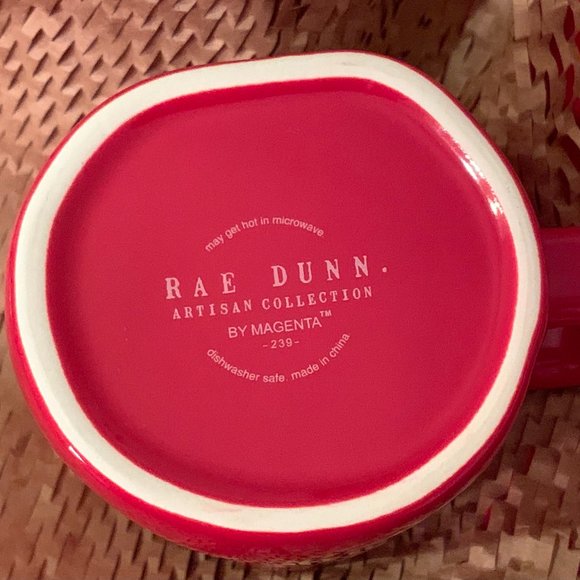 may get hot in microwave
RAE DUNN.
ARTISAN COLLECTION
BY MAGENTA™
-239-
dishwasher safe. made in china